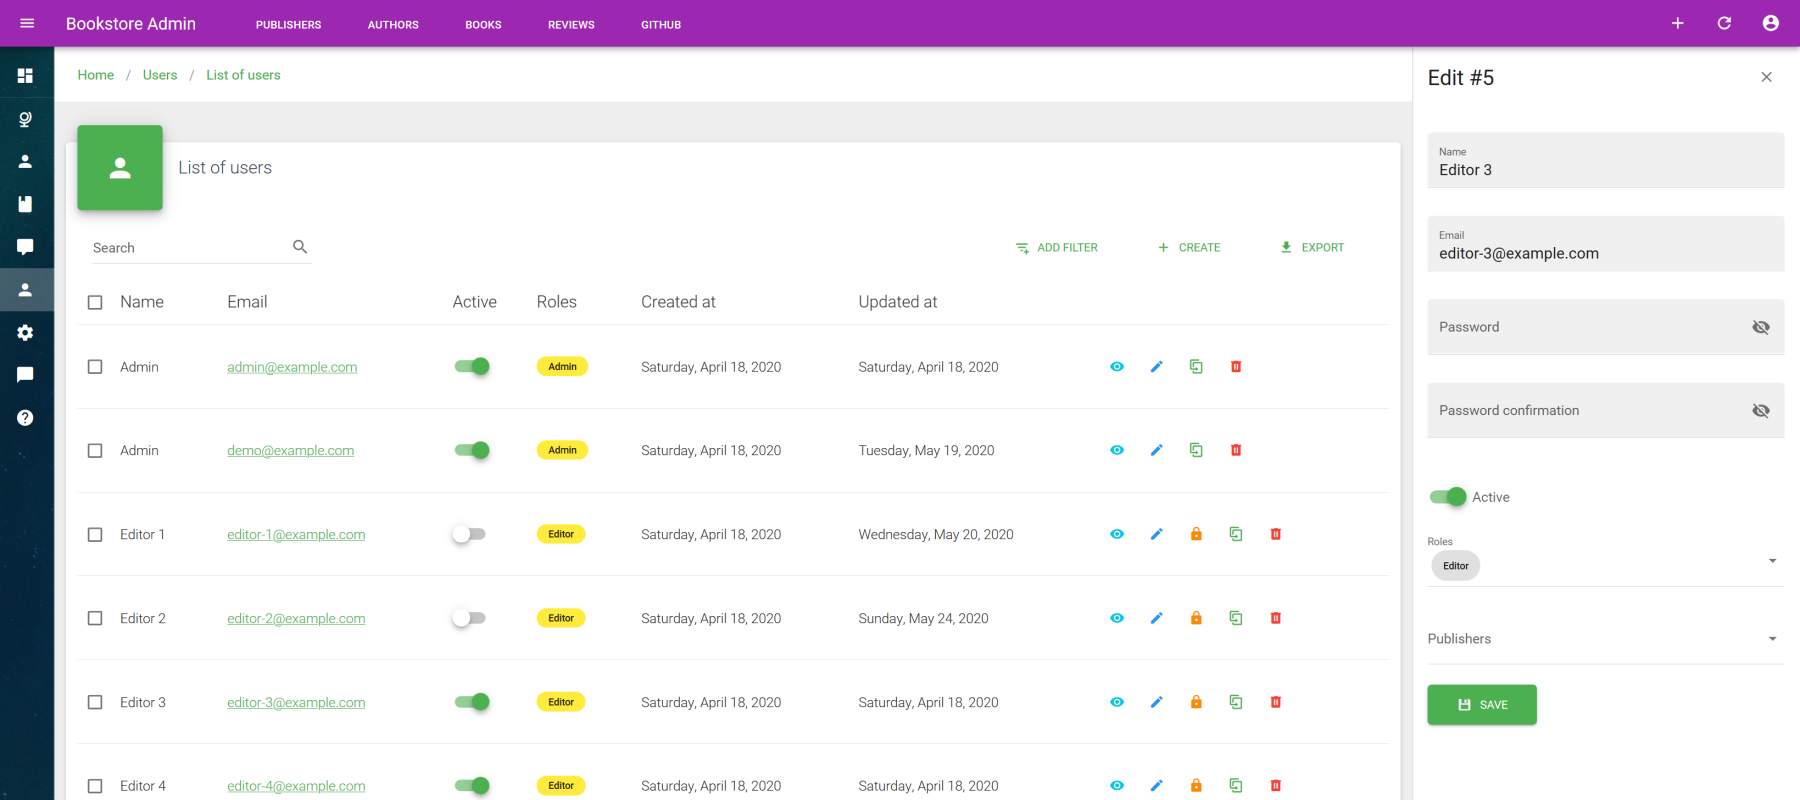 Bookstore Admin PUBLISHERS AUTHORS BOOKS REVIEWS GITHUB
Home / Users / List of users
List of users
Search ADD FILTER CREATE EXPORT
Name Email Active Roles Created at Updated at
Admin admin@example.com Admin Saturday, April 18, 2020 Saturday, April 18, 2020
Admin demo@example.com Admin Saturday, April 18, 2020 Tuesday, May 19, 2020
Editor 1 editor-1@example.com Editor Saturday, April 18, 2020 Wednesday, May 20, 2020
Editor 2 editor-2@example.com Editor Saturday, April 18, 2020 Sunday, May 24, 2020
Editor 3 editor-3@example.com Editor Saturday, April 18, 2020 Saturday, April 18, 2020
Editor 4 editor-4@example.com Editor Saturday, April 18, 2020 Saturday, April 18, 2020
Edit #5
Name
Editor 3
Email
editor-3@example.com
Password
Password confirmation
Active
Roles
Editor
Publishers
SAVE